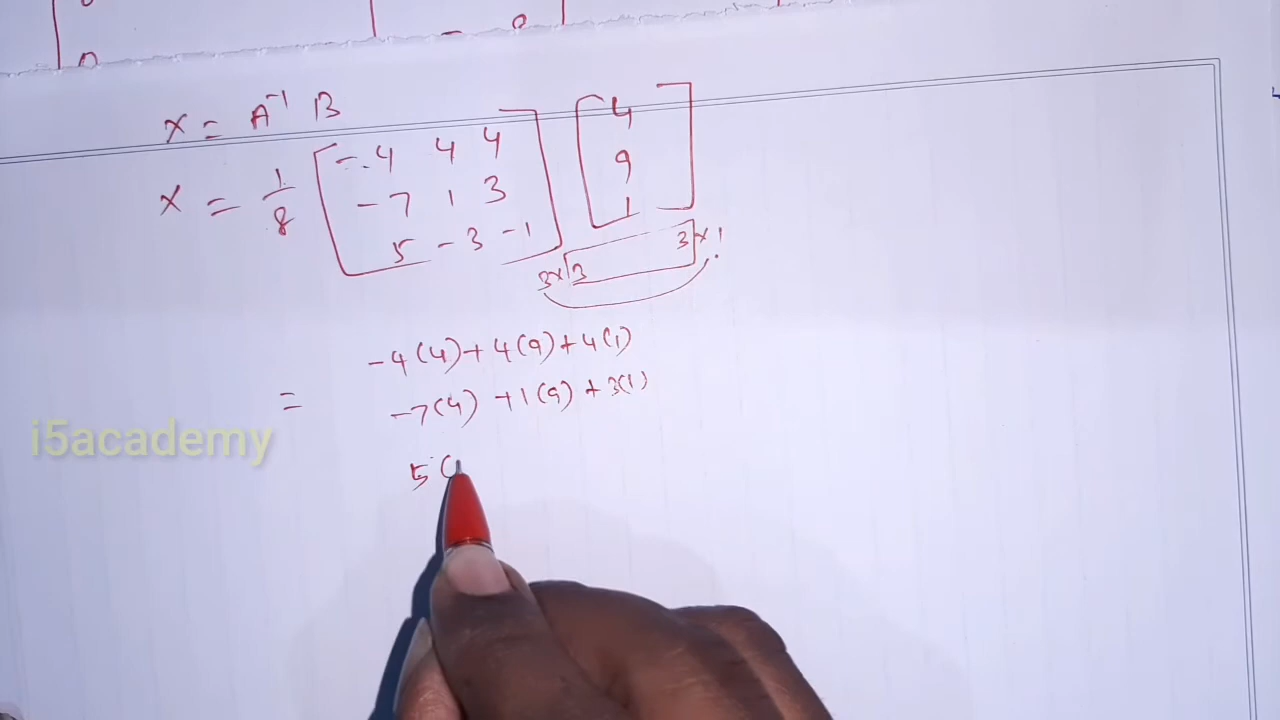 X = A⁻¹ B
X = 1/8 [ -4 4 4 ] [ 4 ]
-7 1 3 9
5 -3 -1 1
3×3 3×1
-4(4)+4(9)+4(1)
= -7(4) +1(9) +3(1)
i5academy
5(